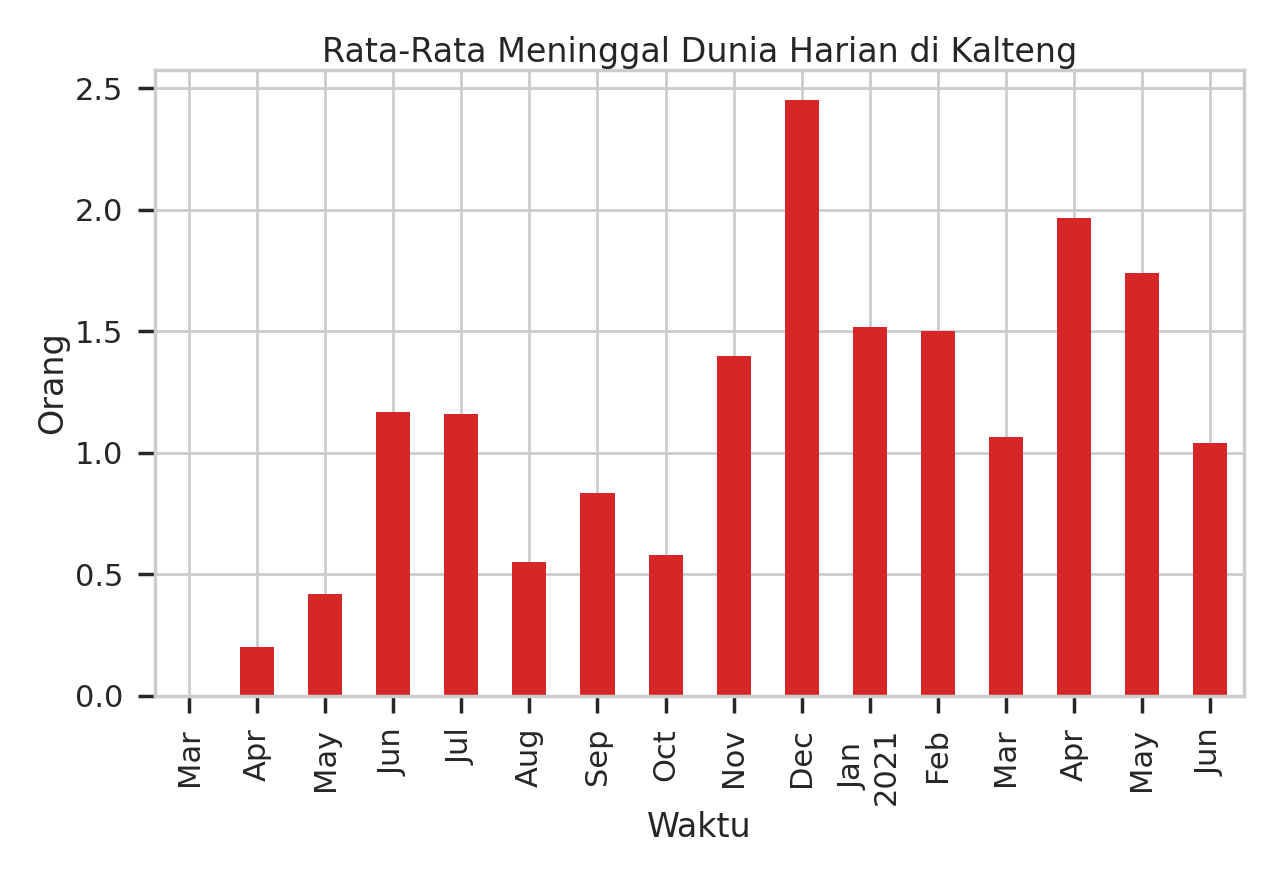 Rata-Rata Meninggal Dunia Harian di Kalteng
Orang
2.5
2.0
1.5
1.0
0.5
0.0
Mar
Apr
May
Jun
Jul
Aug
Sep
Oct
Nov
Dec
Jan
2021
Feb
Mar
Apr
May
Jun
Waktu